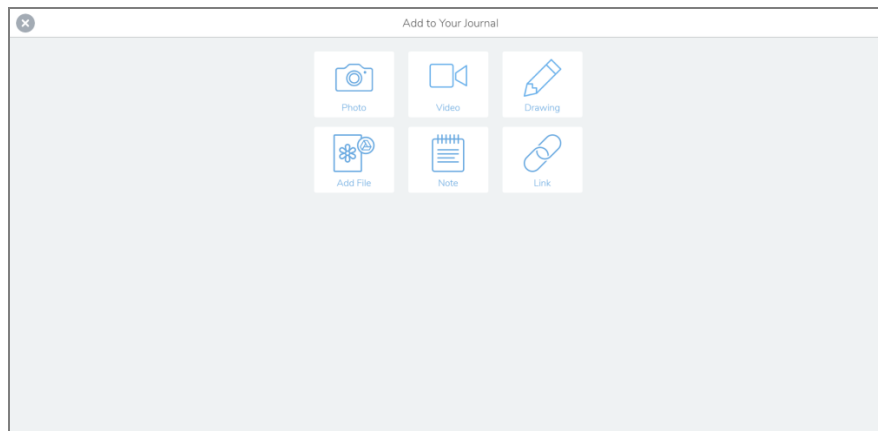 Add to Your Journal
Photo
Video
Drawing
Add File
Note
Link